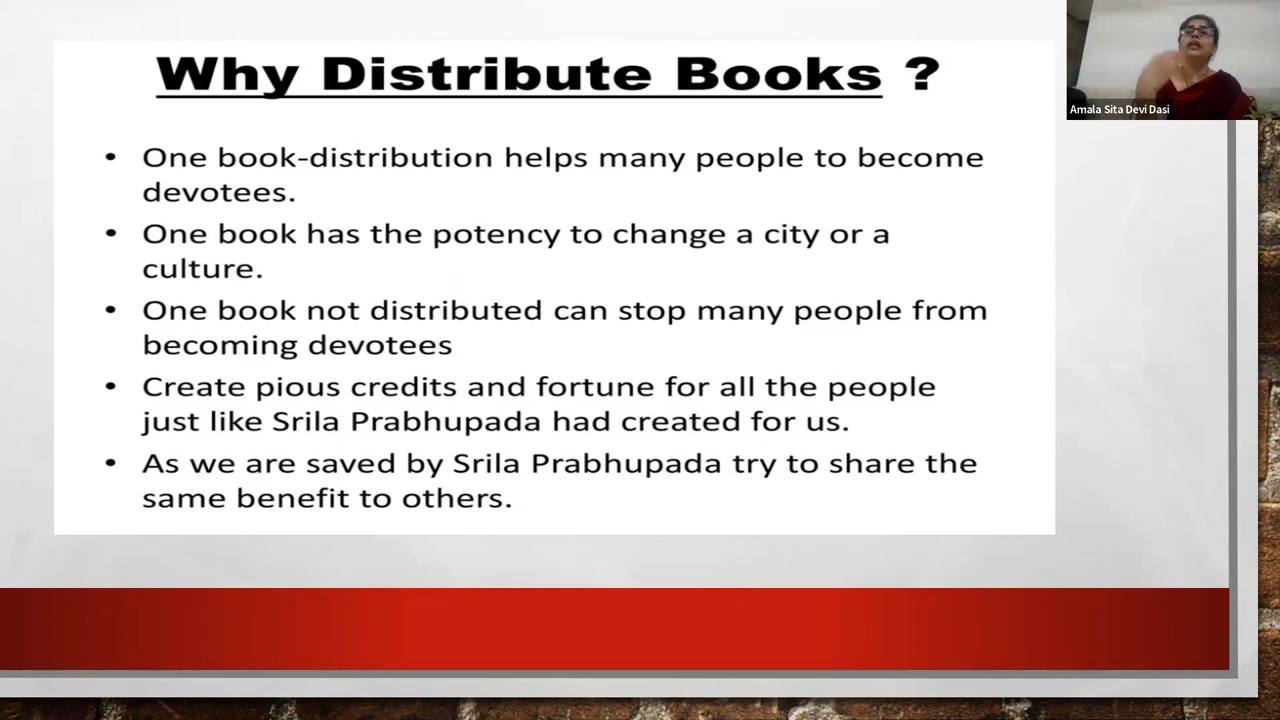 Why Distribute Books ?
• One book-distribution helps many people to become
devotees.
• One book has the potency to change a city or a
culture.
• One book not distributed can stop many people from
becoming devotees
• Create pious credits and fortune for all the people
just like Srila Prabhupada had created for us.
• As we are saved by Srila Prabhupada try to share the
same benefit to others.
Amala Sita Devi Dasi